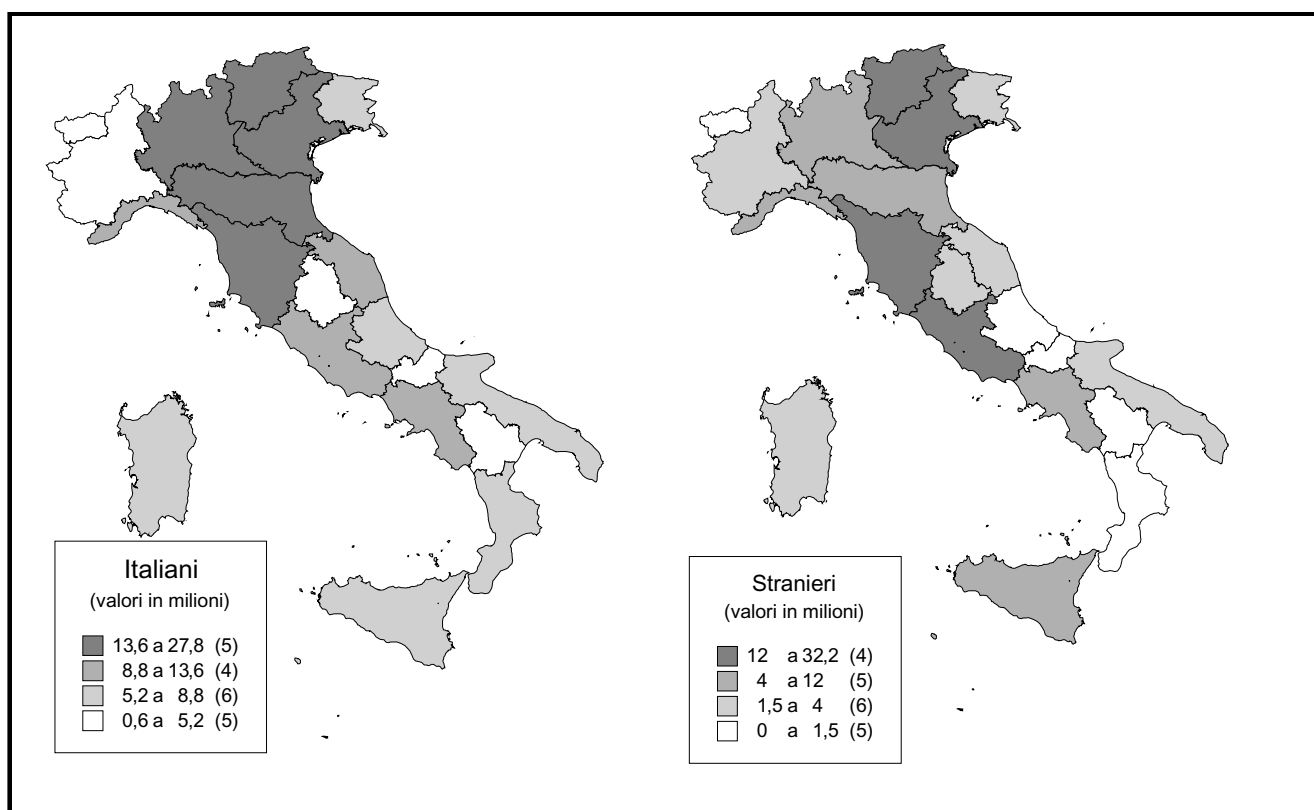 Italiani
(valori in milioni)
13,6 a 27,8 (5)
8,8 a 13,6 (4)
5,2 a 8,8 (6)
0,6 a 5,2 (5)
Stranieri
(valori in milioni)
12 a 32,2 (4)
4 a 12 (5)
1,5 a 4 (6)
0 a 1,5 (5)